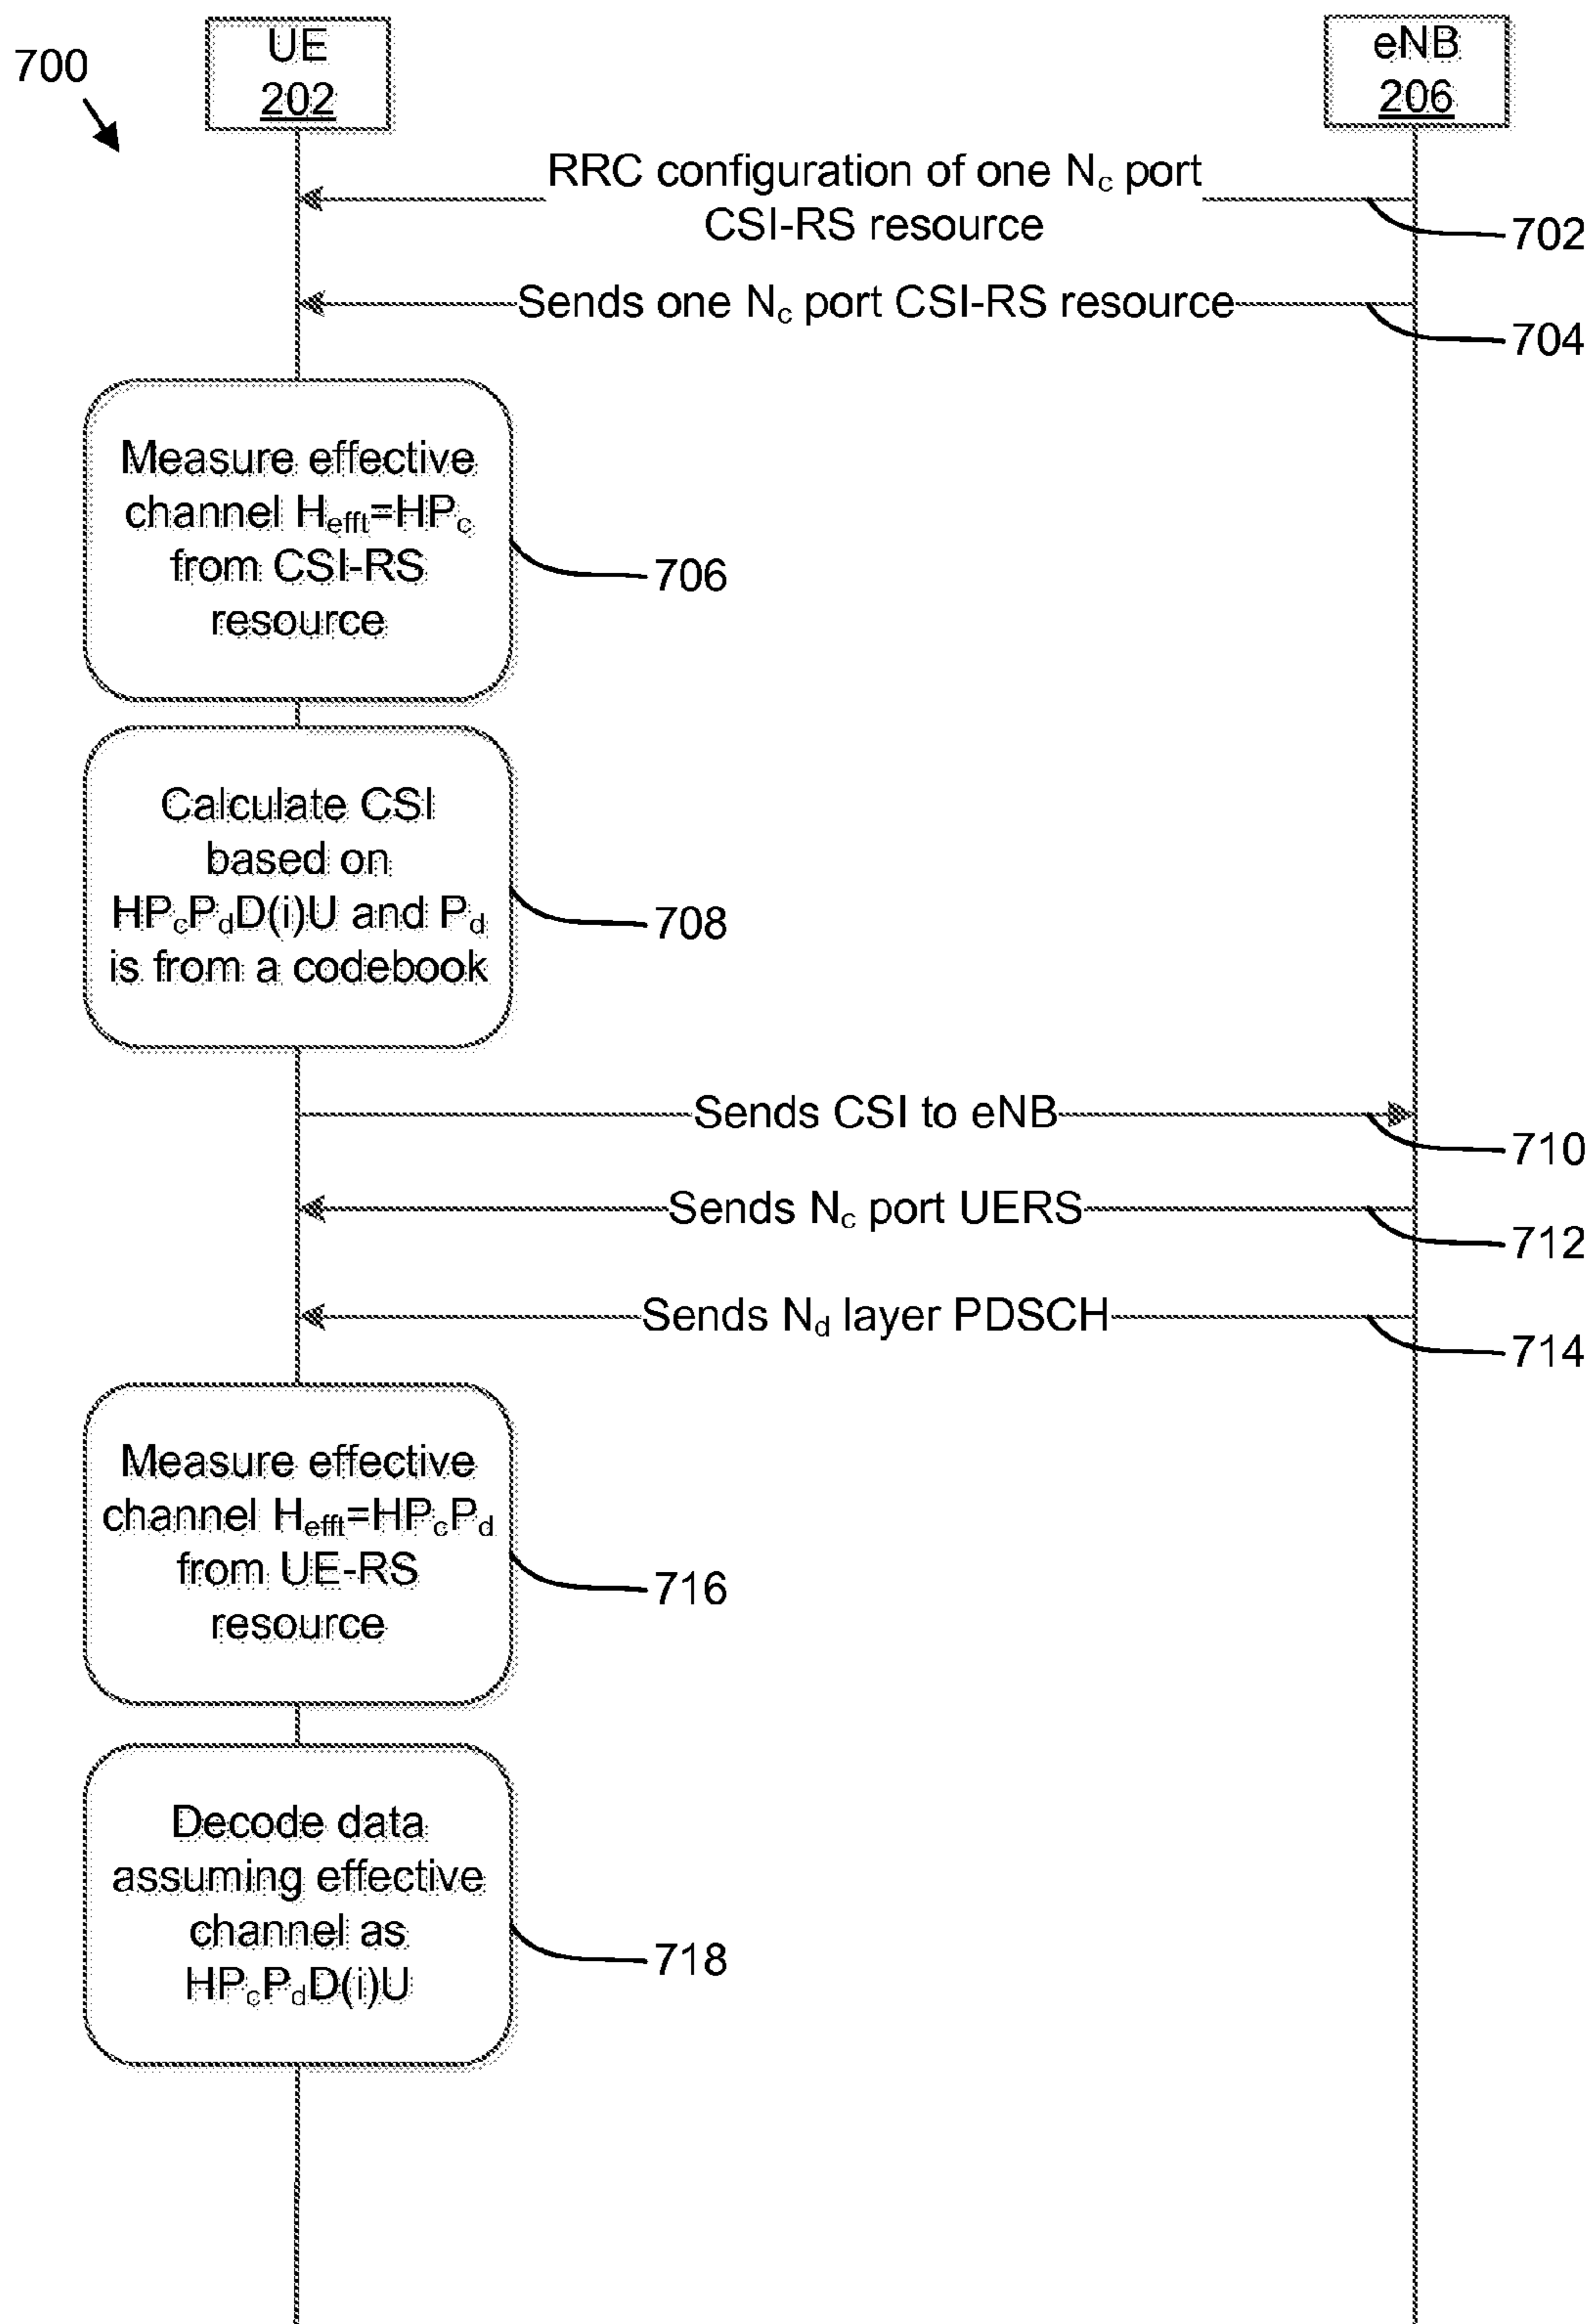 700
UE
202
eNB
206
RRC configuration of one Nc port
CSI-RS resource
702
Sends one Nc port CSI-RS resource
704
Measure effective
channel Hefft=HPc
from CSI-RS
resource
706
Calculate CSI
based on
HPcPdD(i)U and Pd
is from a codebook
708
Sends CSI to eNB
710
Sends Nc port UERS
712
Sends Nd layer PDSCH
714
Measure effective
channel Hefft=HPcPd
from UE-RS
resource
716
Decode data
assuming effective
channel as
HPcPdD(i)U
718